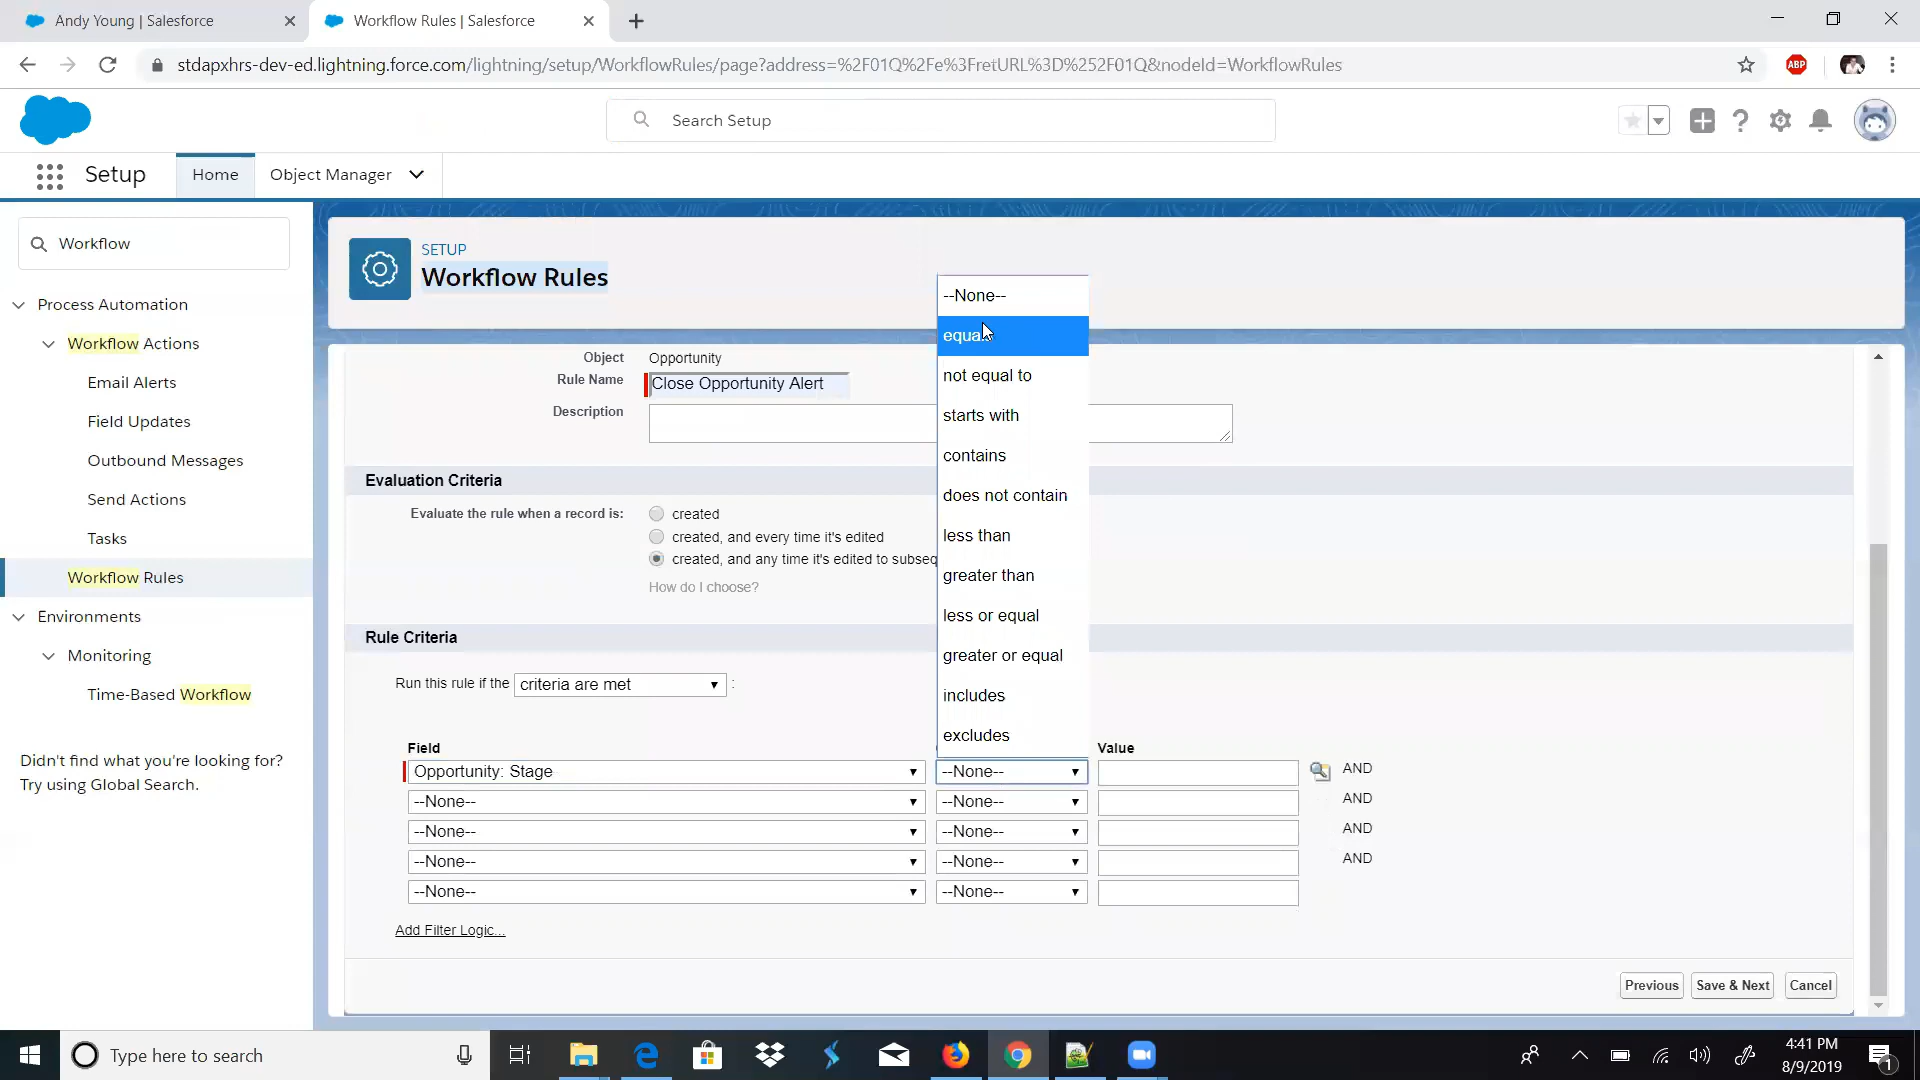 Andy Young | Salesforce
Workflow Rules | Salesforce
stdapxhrs-dev-ed.lightning.force.com/lightning/setup/WorkflowRules/page?address=%2F01Q%2Fe%3FretURL%3D%252F01Q&nodeId=WorkflowRules
ABP
Search Setup
Setup
Home
Object Manager
Workflow
Process Automation
Workflow Actions
Email Alerts
Field Updates
Outbound Messages
Send Actions
Tasks
Workflow Rules
Environments
Monitoring
Time-Based Workflow
Didn't find what you're looking for?
Try using Global Search.
SETUP
Workflow Rules
Object Opportunity
Rule Name Close Opportunity Alert
Description
Evaluation Criteria
Evaluate the rule when a record is: created
created, and every time it's edited
created, and any time it's edited to subseq
How do I choose?
Rule Criteria
Run this rule if the criteria are met :
--None--
equals
not equal to
starts with
contains
does not contain
less than
greater than
less or equal
greater or equal
includes
excludes
Field Value
Opportunity: Stage --None-- AND
--None-- --None-- AND
--None-- --None-- AND
--None-- --None-- AND
--None-- --None--
Add Filter Logic...
Previous Save & Next Cancel
Type here to search
4:41 PM
8/9/2019
1